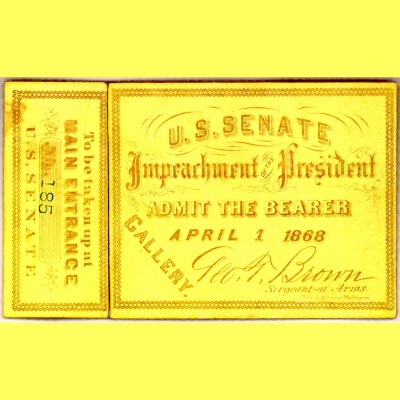 To be taken up at
MAIN ENTRANCE
185
U.S. SENATE
U.S. SENATE
Impeachment OF THE President
ADMIT THE BEARER
APRIL 1 1868
GALLERY.
Geo. T. Brown
Sergeant-at-Arms.